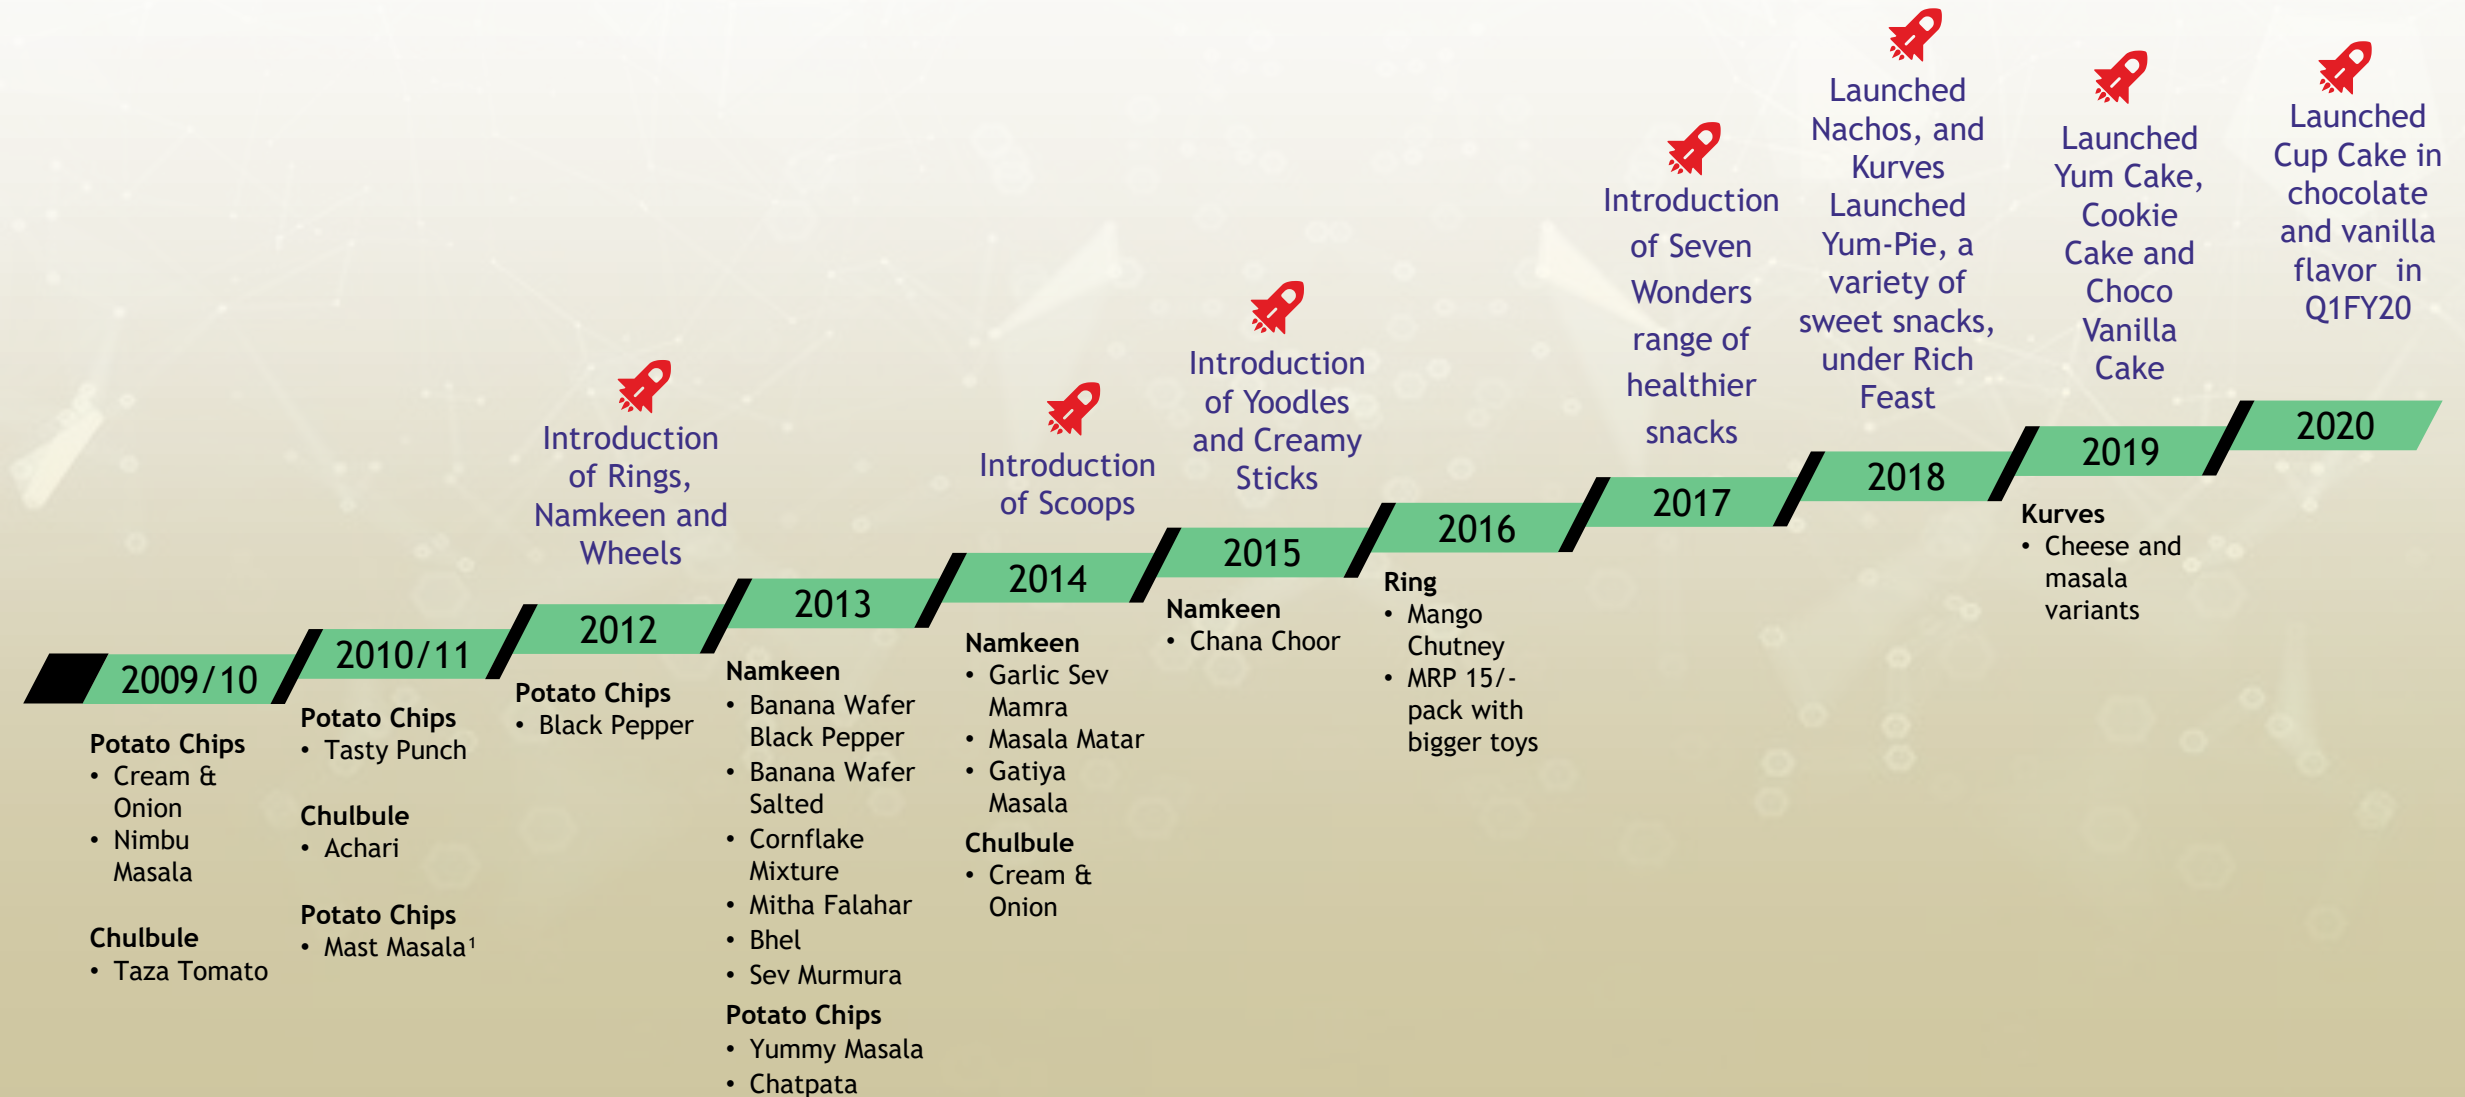 2009/10
Potato Chips
• Cream &
Onion
• Nimbu
Masala
Chulbule
• Taza Tomato
2010/11
Potato Chips
• Tasty Punch
Chulbule
• Achari
Potato Chips
• Mast Masala¹
Introduction
of Rings,
Namkeen and
Wheels
2012
Potato Chips
• Black Pepper
2013
Namkeen
• Banana Wafer
Black Pepper
• Banana Wafer
Salted
• Cornflake
Mixture
• Mitha Falahar
• Bhel
• Sev Murmura
Potato Chips
• Yummy Masala
• Chatpata
Introduction
of Scoops
2014
Namkeen
• Garlic Sev
Mamra
• Masala Matar
• Gatiya
Masala
Chulbule
• Cream &
Onion
Introduction
of Yoodles
and Creamy
Sticks
2015
Namkeen
• Chana Choor
2016
Ring
• Mango
Chutney
• MRP 15/-
pack with
bigger toys
Introduction
of Seven
Wonders
range of
healthier
snacks
2017
Launched
Nachos, and
Kurves
Launched
Yum-Pie, a
variety of
sweet snacks,
under Rich
Feast
2018
Launched
Yum Cake,
Cookie
Cake and
Choco
Vanilla
Cake
2019
Kurves
• Cheese and
masala
variants
Launched
Cup Cake in
chocolate
and vanilla
flavor in
Q1FY20
2020